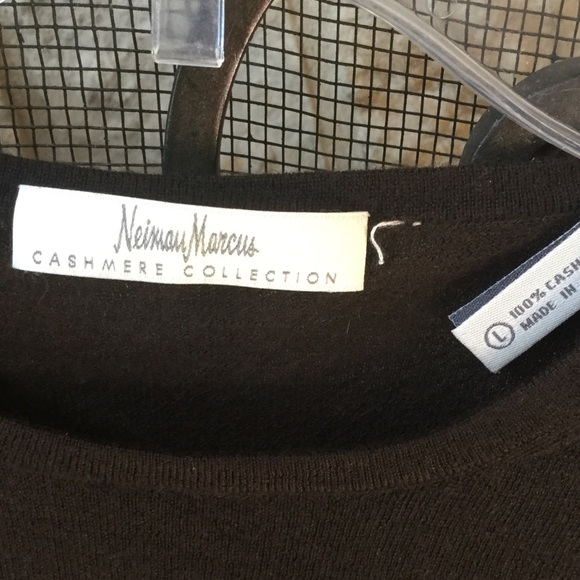 Neiman Marcus
CASHMERE COLLECTION
L
100% CASH
MADE IN